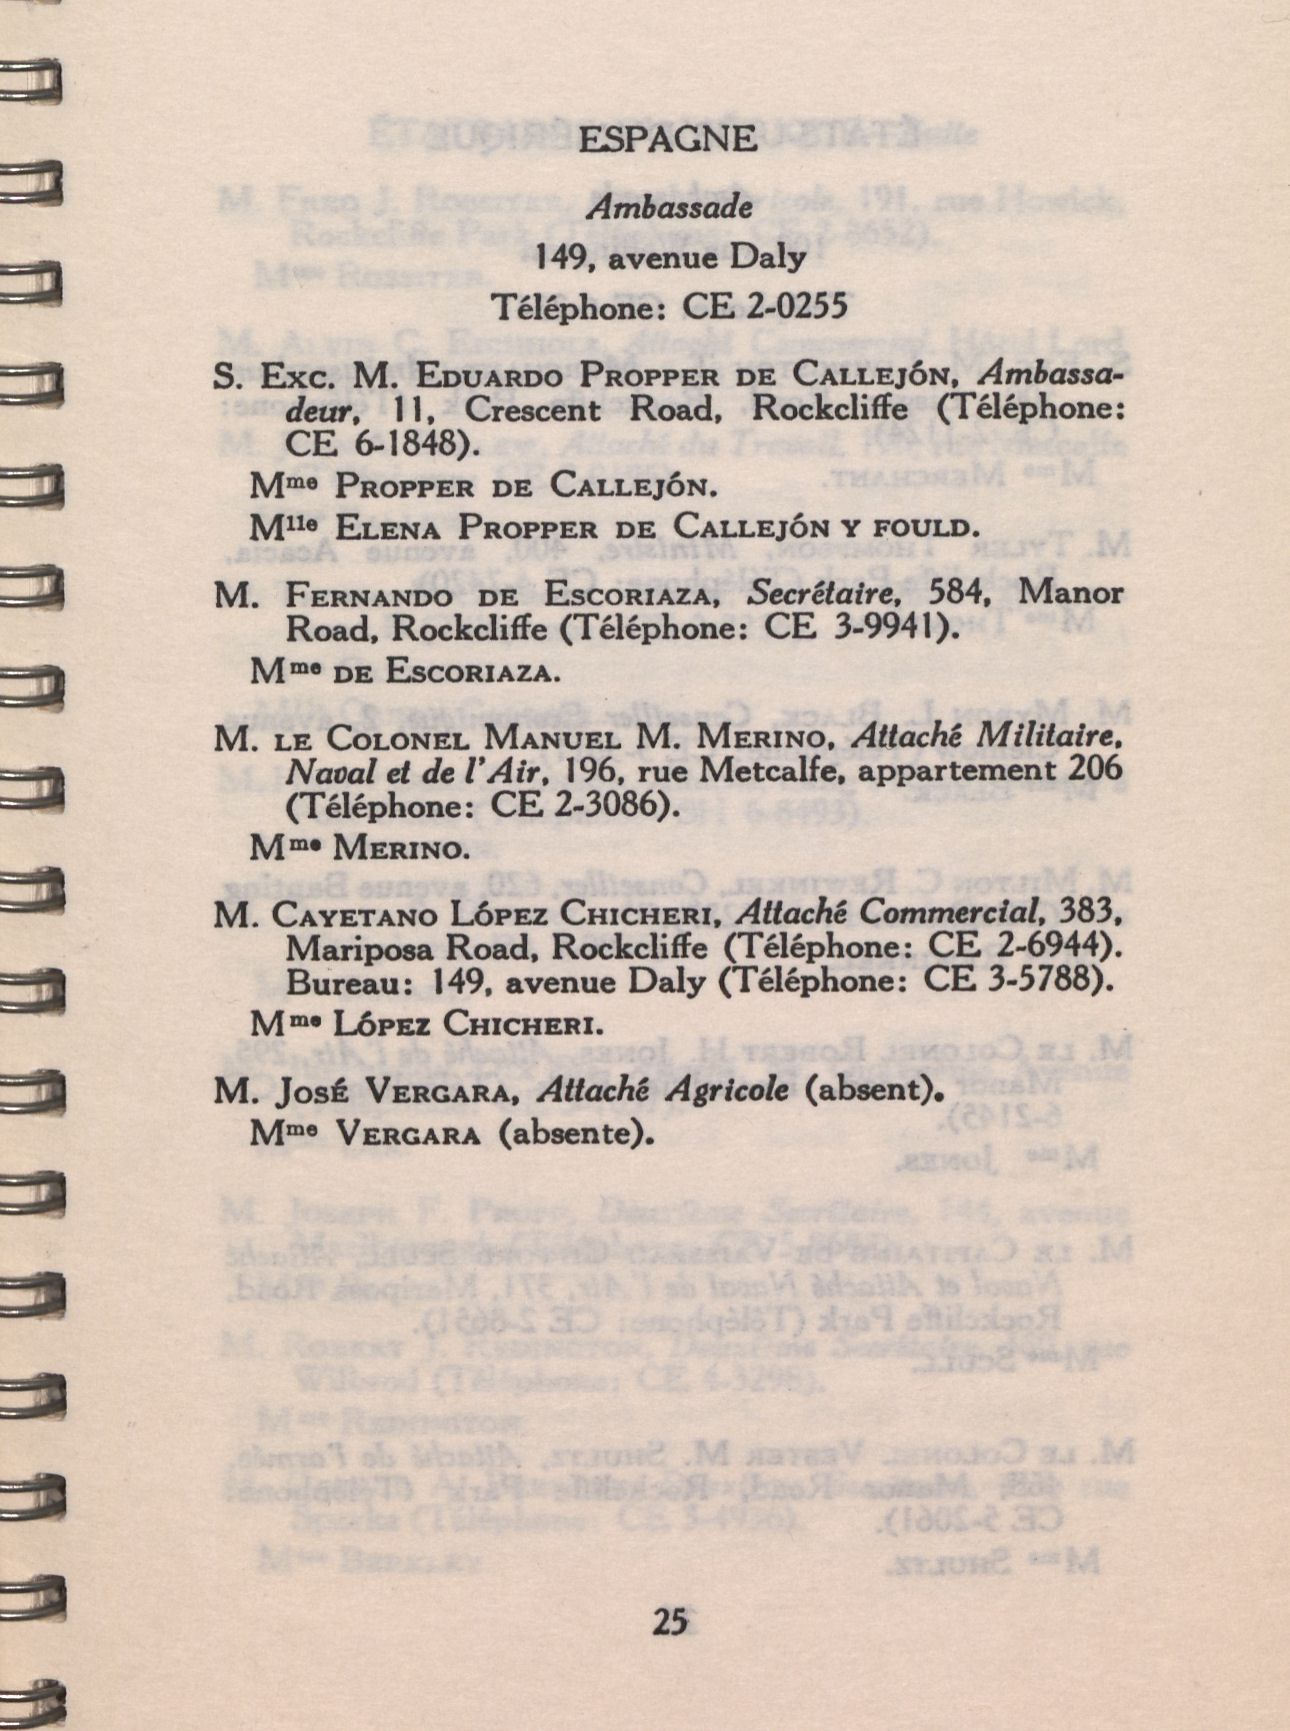 ESPAGNE
Ambassade
149, avenue Daly
Téléphone: CE 2-0255
S. Exc. M. Eduardo Propper de Callejón, Ambassa-
deur, 11, Crescent Road, Rockcliffe (Téléphone:
CE 6-1848).
Mme Propper de Callejón.
Mlle Elena Propper de Callejón y Fould.
M. Fernando de Escoriaza, Secrétaire, 584, Manor
Road, Rockcliffe (Téléphone: CE 3-9941).
Mme de Escoriaza.
M. le Colonel Manuel M. Merino, Attaché Militaire,
Naval et de l'Air, 196, rue Metcalfe, appartement 206
(Téléphone: CE 2-3086).
Mme Merino.
M. Cayetano López Chicheri, Attaché Commercial, 383,
Mariposa Road, Rockcliffe (Téléphone: CE 2-6944).
Bureau: 149, avenue Daly (Téléphone: CE 3-5788).
Mme López Chicheri.
M. José Vergara, Attaché Agricole (absent).
Mme Vergara (absente).
25